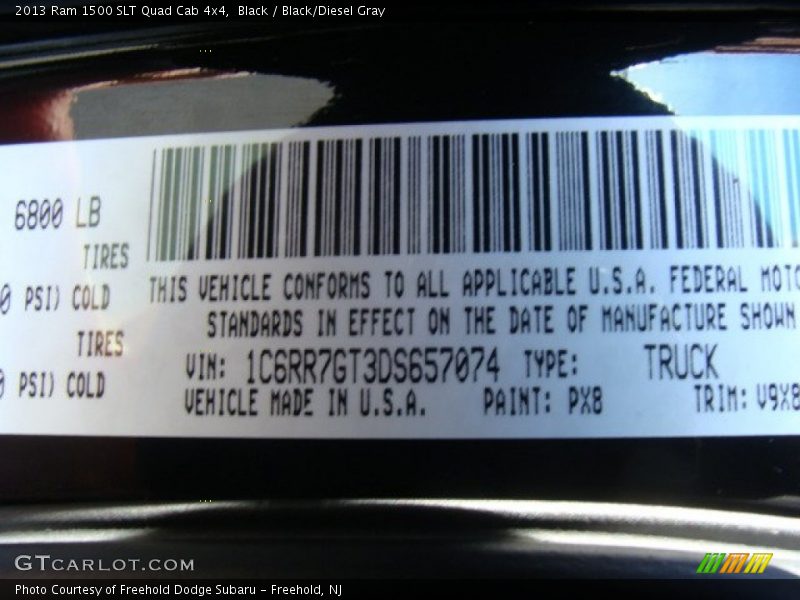 2013 Ram 1500 SLT Quad Cab 4x4,  Black / Black/Diesel Gray
6800 LB
TIRES
THIS VEHICLE CONFORMS TO ALL APPLICABLE U.S.A. FEDERAL MOTO
0 PSI) COLD
STANDARDS IN EFFECT ON THE DATE OF MANUFACTURE SHOWN
TIRES
VIN: 1C6RR7GT3DS657074 TYPE: TRUCK
PSI) COLD
VEHICLE MADE IN U.S.A. PAINT: PX8 TRIM: V9X8
GTCARLOT.COM
Photo Courtesy of Freehold Dodge Subaru - Freehold, NJ